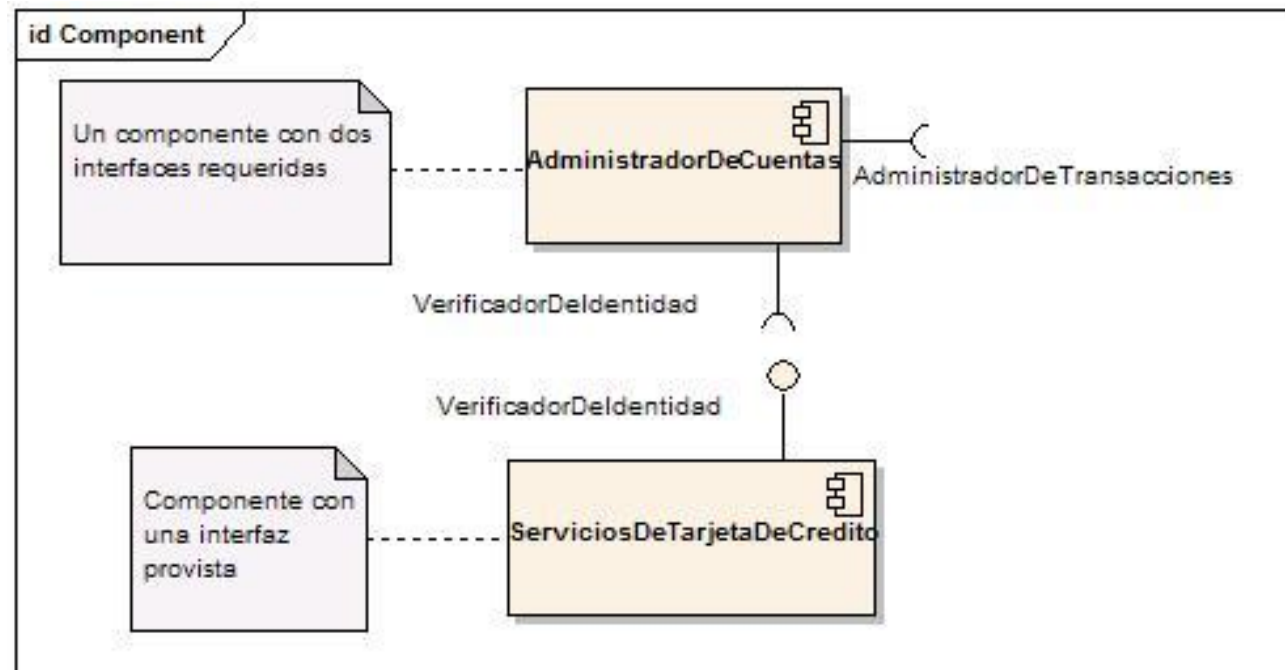 id Component
Un componente con dos
interfaces requeridas
AdministradorDeCuentas
AdministradorDeTransacciones
VerificadorDeIdentidad
VerificadorDeIdentidad
Componente con
una interfaz
provista
ServiciosDeTarjetaDeCredito